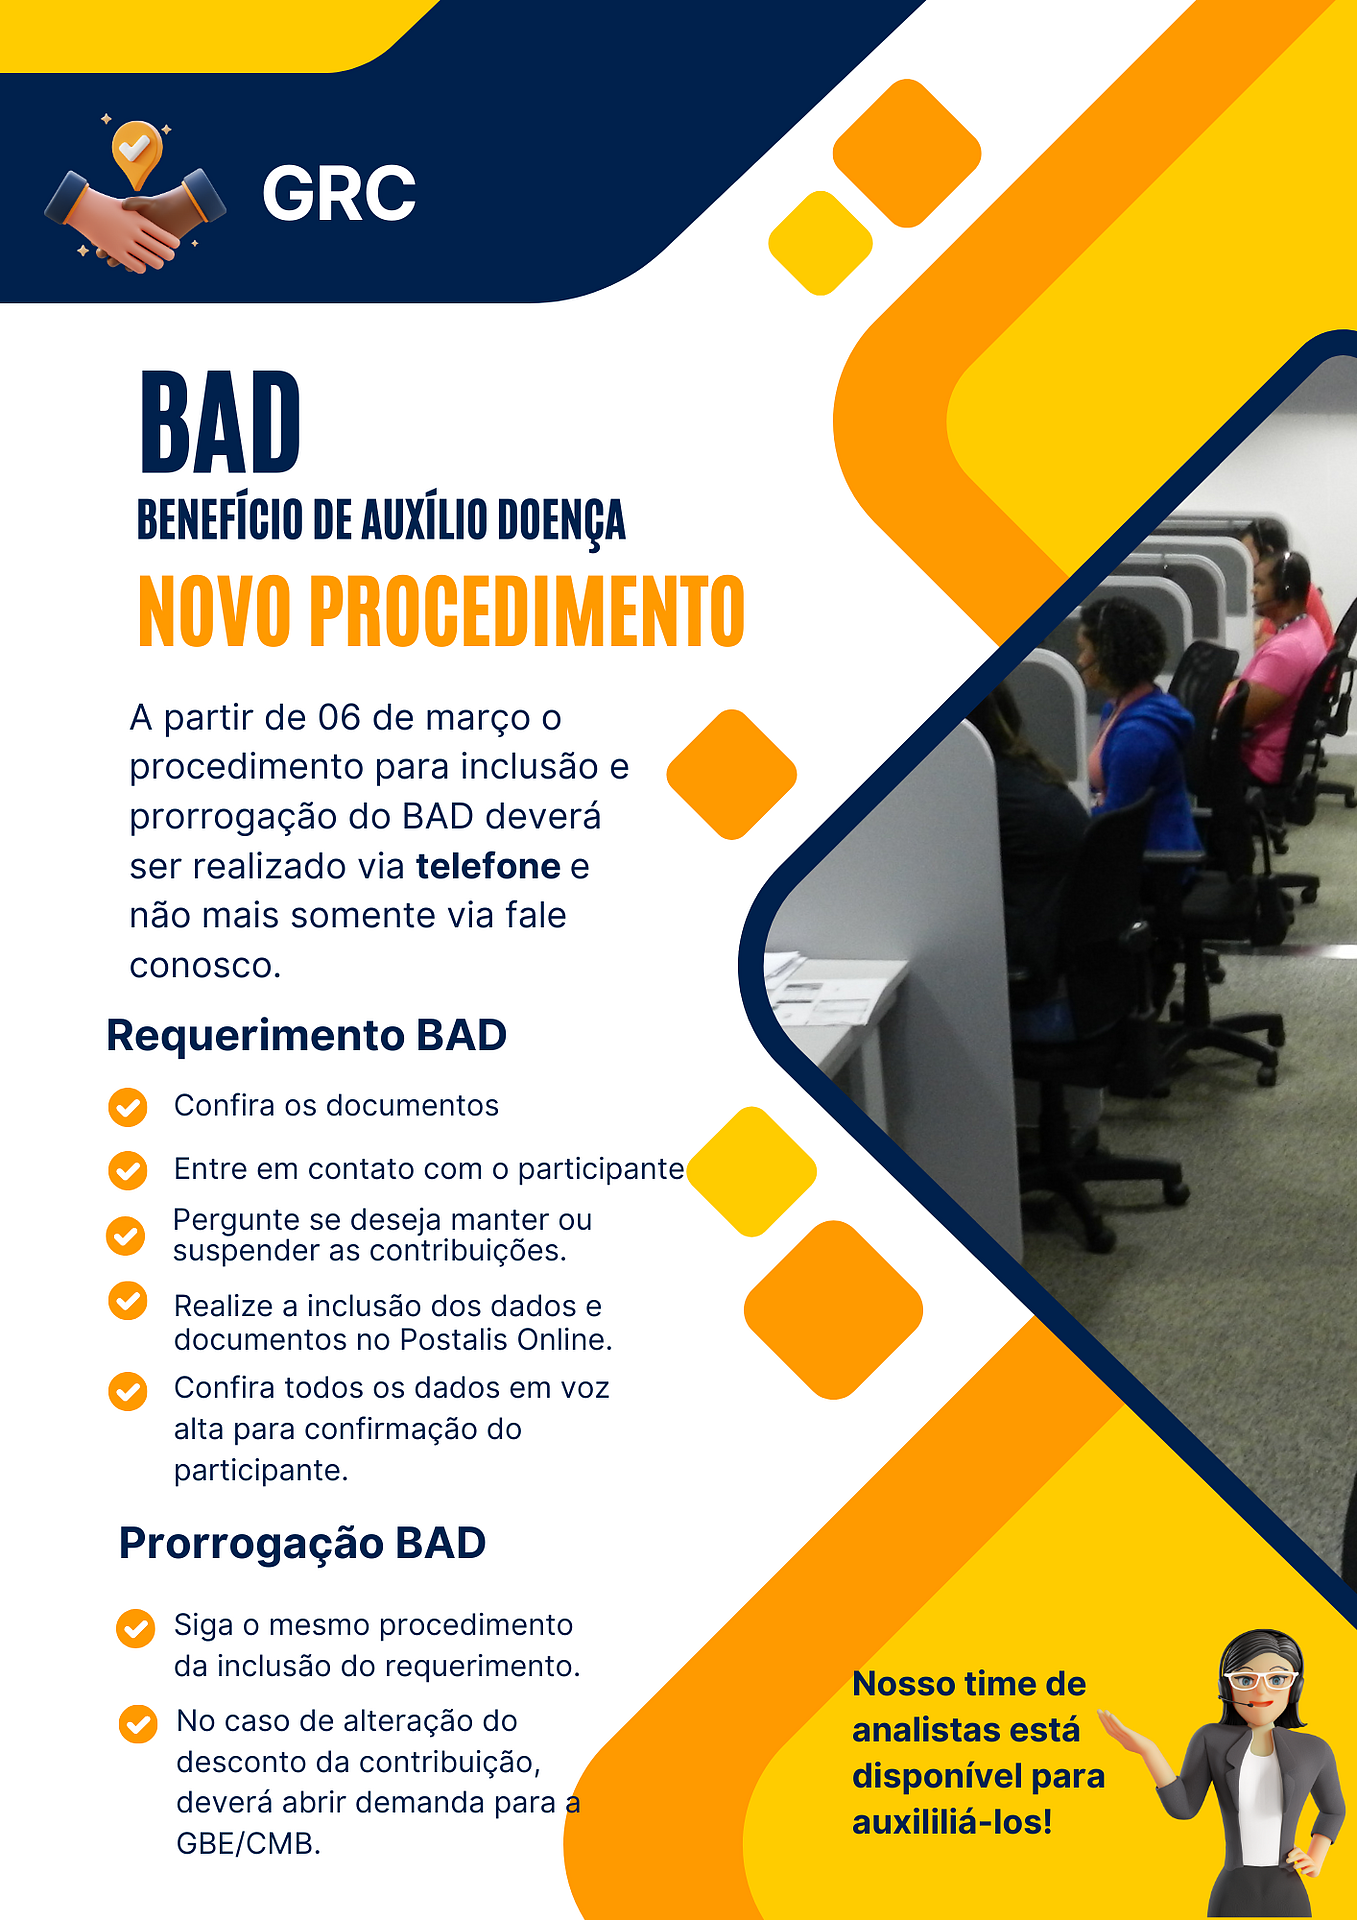 GRC
BAD
BENEFÍCIO DE AUXÍLIO DOENÇA
NOVO PROCEDIMENTO
A partir de 06 de março o
procedimento para inclusão e
prorrogação do BAD deverá
ser realizado via telefone e
não mais somente via fale
conosco.
Requerimento BAD
Confira os documentos
Entre em contato com o participante
Pergunte se deseja manter ou
suspender as contribuições.
Realize a inclusão dos dados e
documentos no Postalis Online.
Confira todos os dados em voz
alta para confirmação do
participante.
Prorrogação BAD
Siga o mesmo procedimento
da inclusão do requerimento.
No caso de alteração do
desconto da contribuição,
deverá abrir demanda para a
GBE/CMB.
Nosso time de
analistas está
disponível para
auxililiá-los!